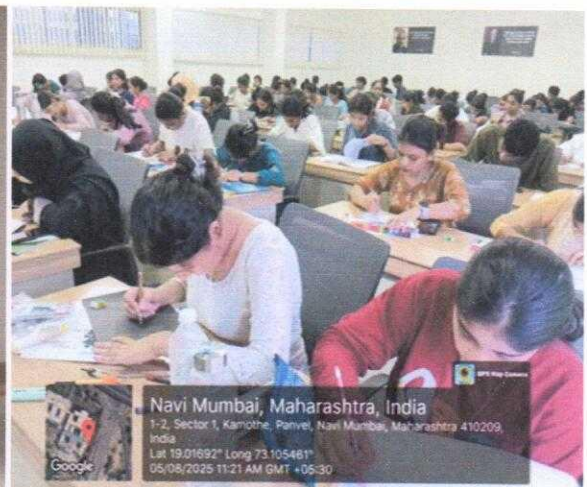 GPS Map Camera
Navi Mumbai, Maharashtra, India
1-2, Sector 1, Kamothe, Panvel, Navi Mumbai, Maharashtra 410209,
India
Lat 19.01692° Long 73.105461°
05/08/2025 11:21 AM GMT +05:30
Google